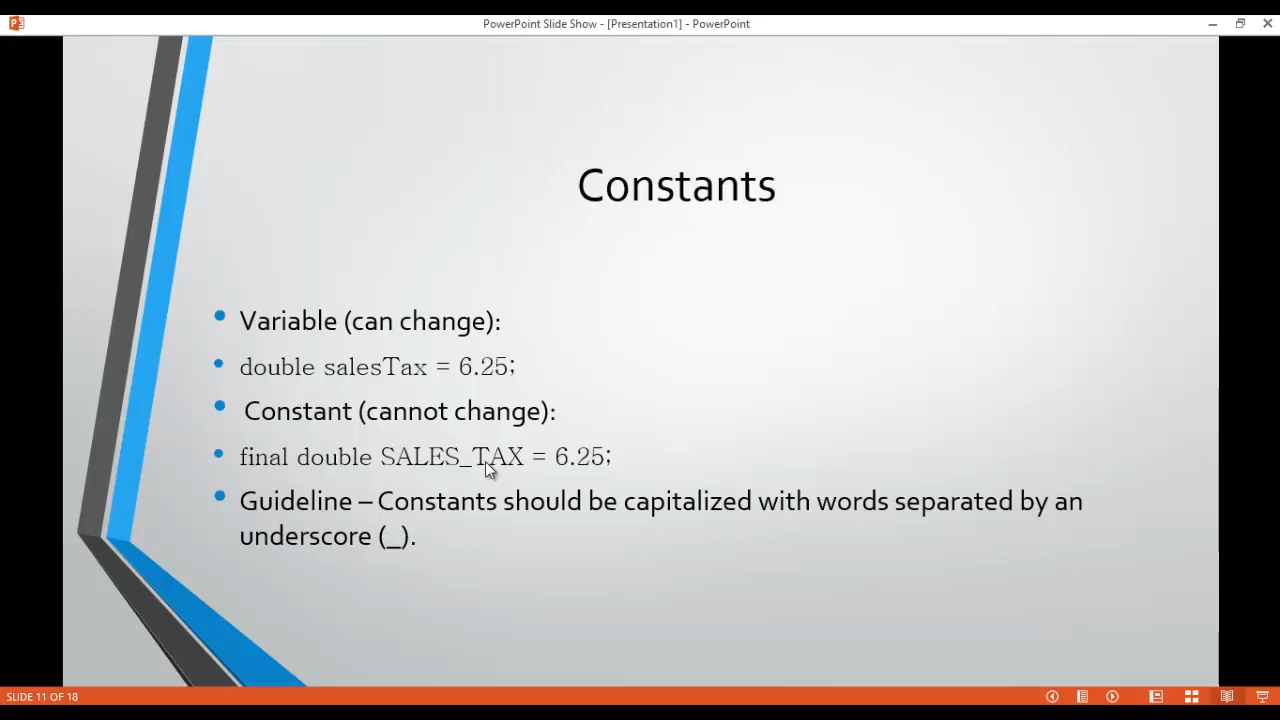 PowerPoint Slide Show - [Presentation1] - PowerPoint
Constants
Variable (can change):
double salesTax = 6.25;
Constant (cannot change):
final double SALES_TAX = 6.25;
Guideline – Constants should be capitalized with words separated by an
underscore (_).
SLIDE 11 OF 18